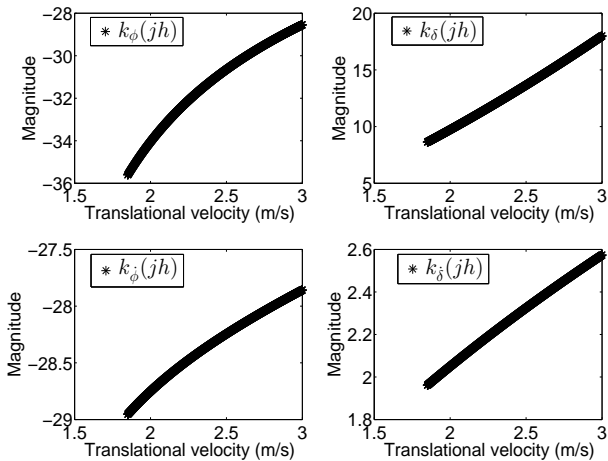 −28
−30
−32
−34
−36
Magnitude
* k_ϕ(jh)
1.5 2 2.5 3
Translational velocity (m/s)
20
15
10
5
Magnitude
* k_δ(jh)
1.5 2 2.5 3
Translational velocity (m/s)
−27.5
−28
−28.5
−29
Magnitude
* k_ϕ̇(jh)
1.5 2 2.5 3
Translational velocity (m/s)
2.6
2.4
2.2
2
1.8
Magnitude
* k_δ̇(jh)
1.5 2 2.5 3
Translational velocity (m/s)